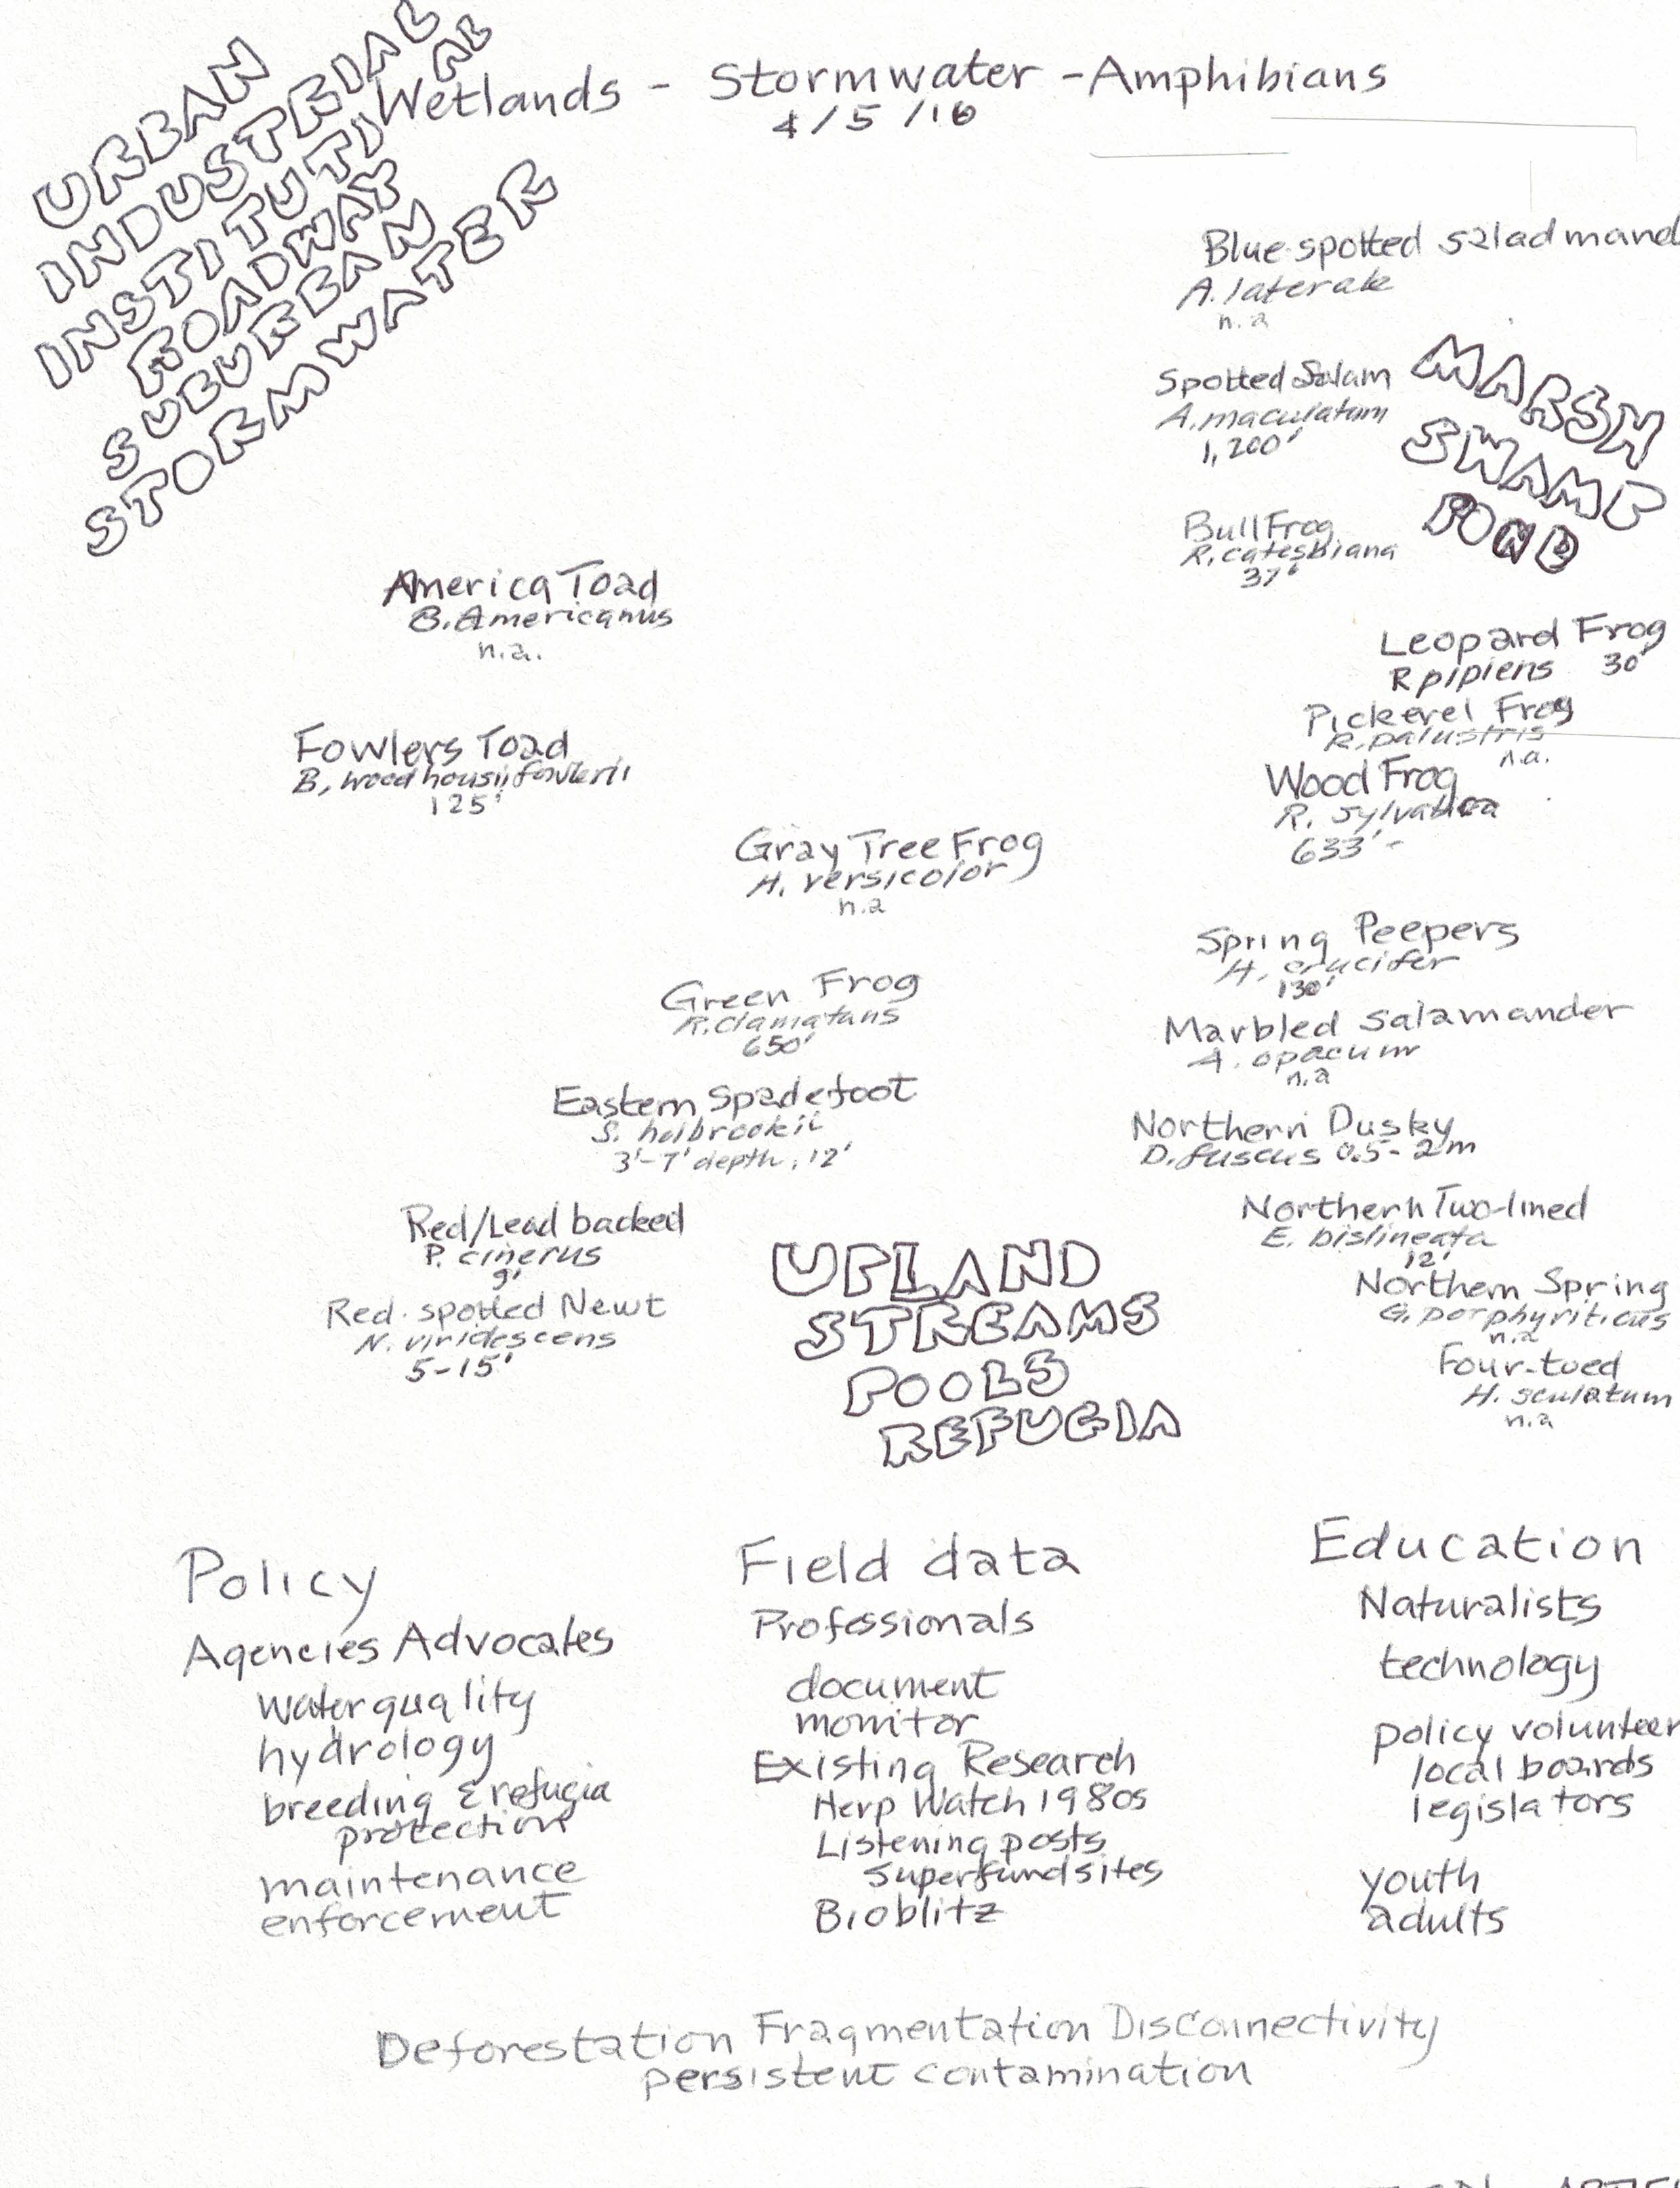 URBAN
INDUSTRIAL
INSTITUTIAL
ROADWAY
SUBURBAN
STORMWATER
Wetlands - Stormwater - Amphibians
4/5/16
Blue-spotted saladmand
A. laterale
n.a
Spotted Salam
A. maculatum
1,200'
MARSH
SWAMP
POND
BullFrog
R. catesbiana
37'
America Toad
B. Americanus
n.a.
Leopard Frog
R pipiens 30'
Pickerel Frog
R. palustris
n.a.
Fowlers Toad
B. woodhousii fowlerii
125'
Wood Frog
R. sylvatica
633'-
Gray Tree Frog
H. versicolor
n.a
Spring Peepers
H. crucifer
130'
Green Frog
R. clamatans
650'
Marbled salamander
A. opacum
n.a
Eastern Spadefoot
S. holbrookii
3'-7' depth, 12'
Northern Dusky
D. fuscus 0.5-2m
Red/Lead backed
P. cinerus
9'
Northern Two-lined
E. bislineata
12'
Red-spotted Newt
N. viridescens
5-15'
UPLAND
STREAMS
POOLS
REFUGIA
Northern Spring
G. porphyriticus
n.a
Four-toed
H. sculatum
n.a
Policy
Agencies Advocates
water quality
hydrology
breeding & refugia
protection
maintenance
enforcement
Field data
Professionals
document
monitor
Existing Research
Herp Watch 1980s
Listening posts
Superfund sites
Bioblitz
Education
Naturalists
technology
policy volunteer
local boards
legislators
youth
adults
Deforestation Fragmentation Disconnectivity
persistent contamination